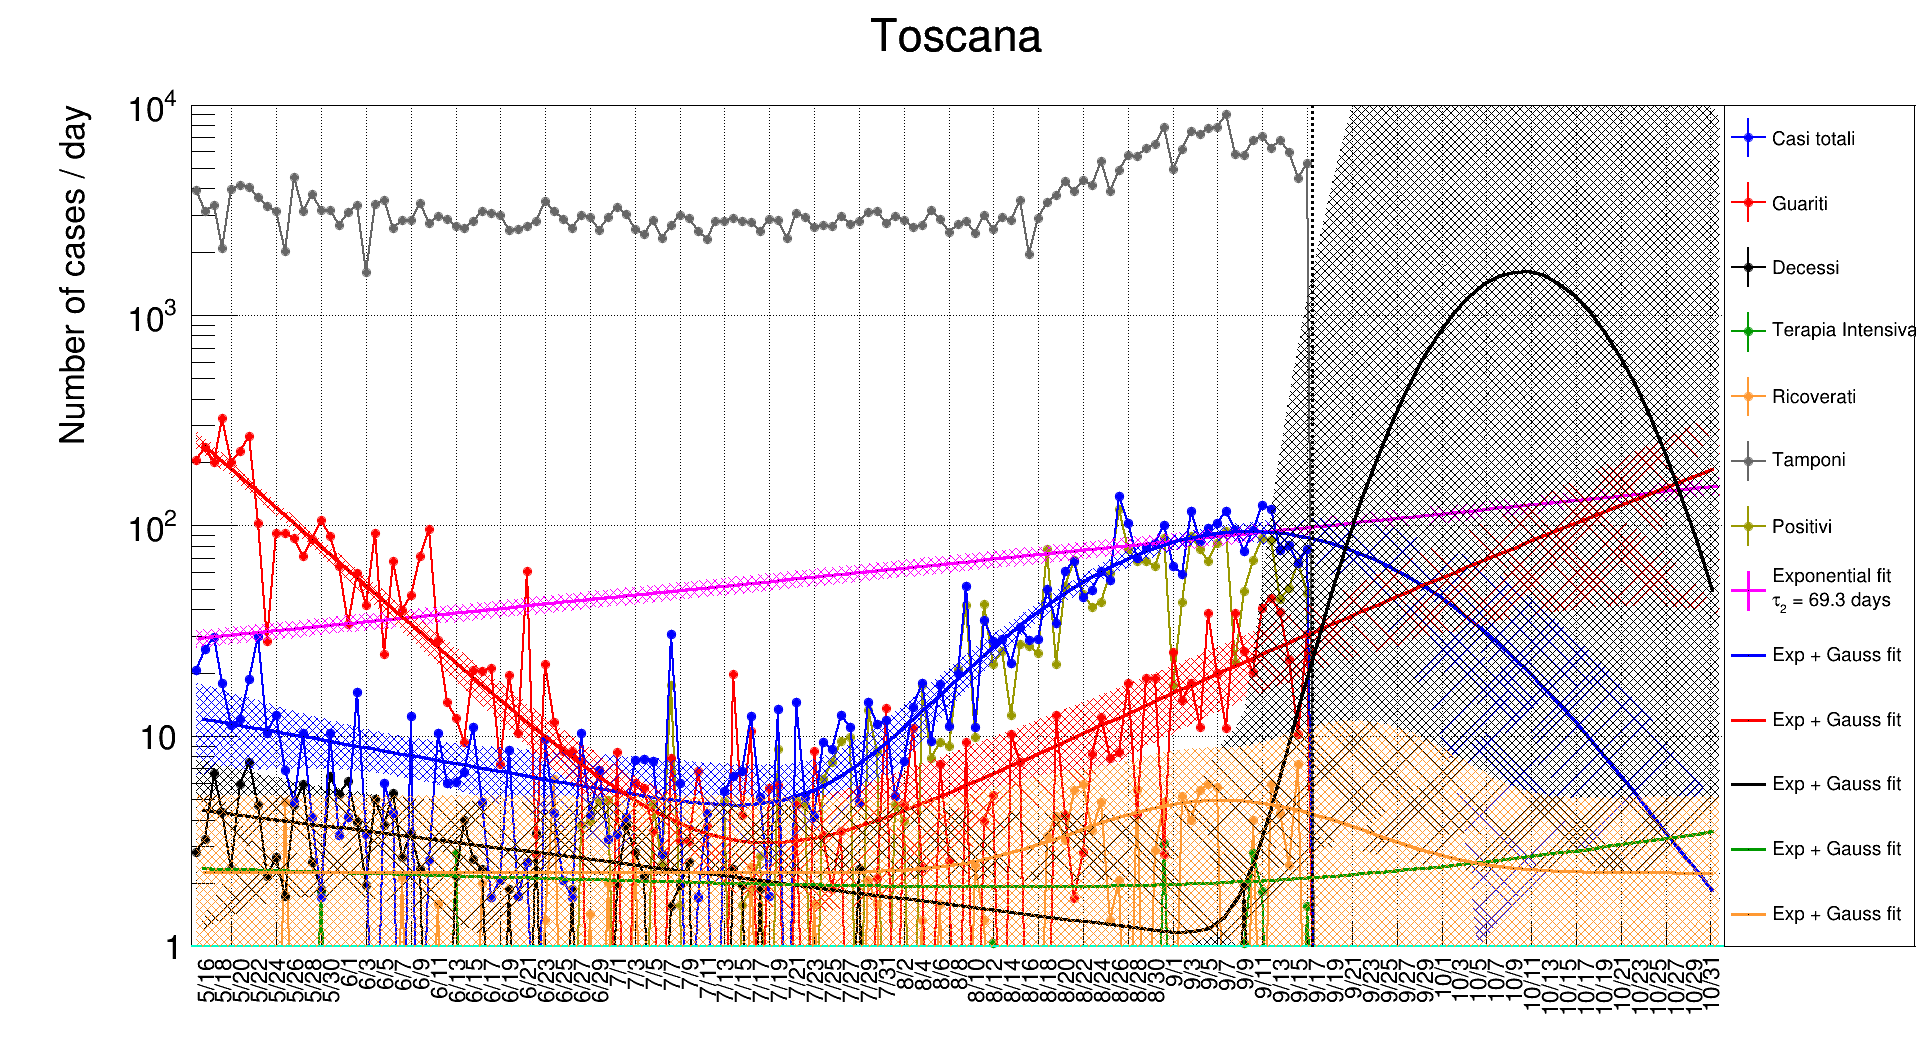 Toscana
Number of cases / day
10^4
10^3
10^2
10
1
5/16 5/18 5/20 5/22 5/24 5/26 5/28 5/30 6/1 6/3 6/5 6/7 6/9 6/11 6/13 6/15 6/17 6/19 6/21 6/23 6/25 6/27 6/29 7/1 7/3 7/5 7/7 7/9 7/11 7/13 7/15 7/17 7/19 7/21 7/23 7/25 7/27 7/29 7/31 8/2 8/4 8/6 8/8 8/10 8/12 8/14 8/16 8/18 8/20 8/22 8/24 8/26 8/28 8/30 9/1 9/3 9/5 9/7 9/9 9/11 9/13 9/15 9/17 9/19 9/21 9/23 9/25 9/27 9/29 10/1 10/3 10/5 10/7 10/9 10/11 10/13 10/15 10/17 10/19 10/21 10/23 10/25 10/27 10/29 10/31
Casi totali
Guariti
Decessi
Terapia Intensiva
Ricoverati
Tamponi
Positivi
Exponential fit
τ₂ = 69.3 days
Exp + Gauss fit
Exp + Gauss fit
Exp + Gauss fit
Exp + Gauss fit
Exp + Gauss fit